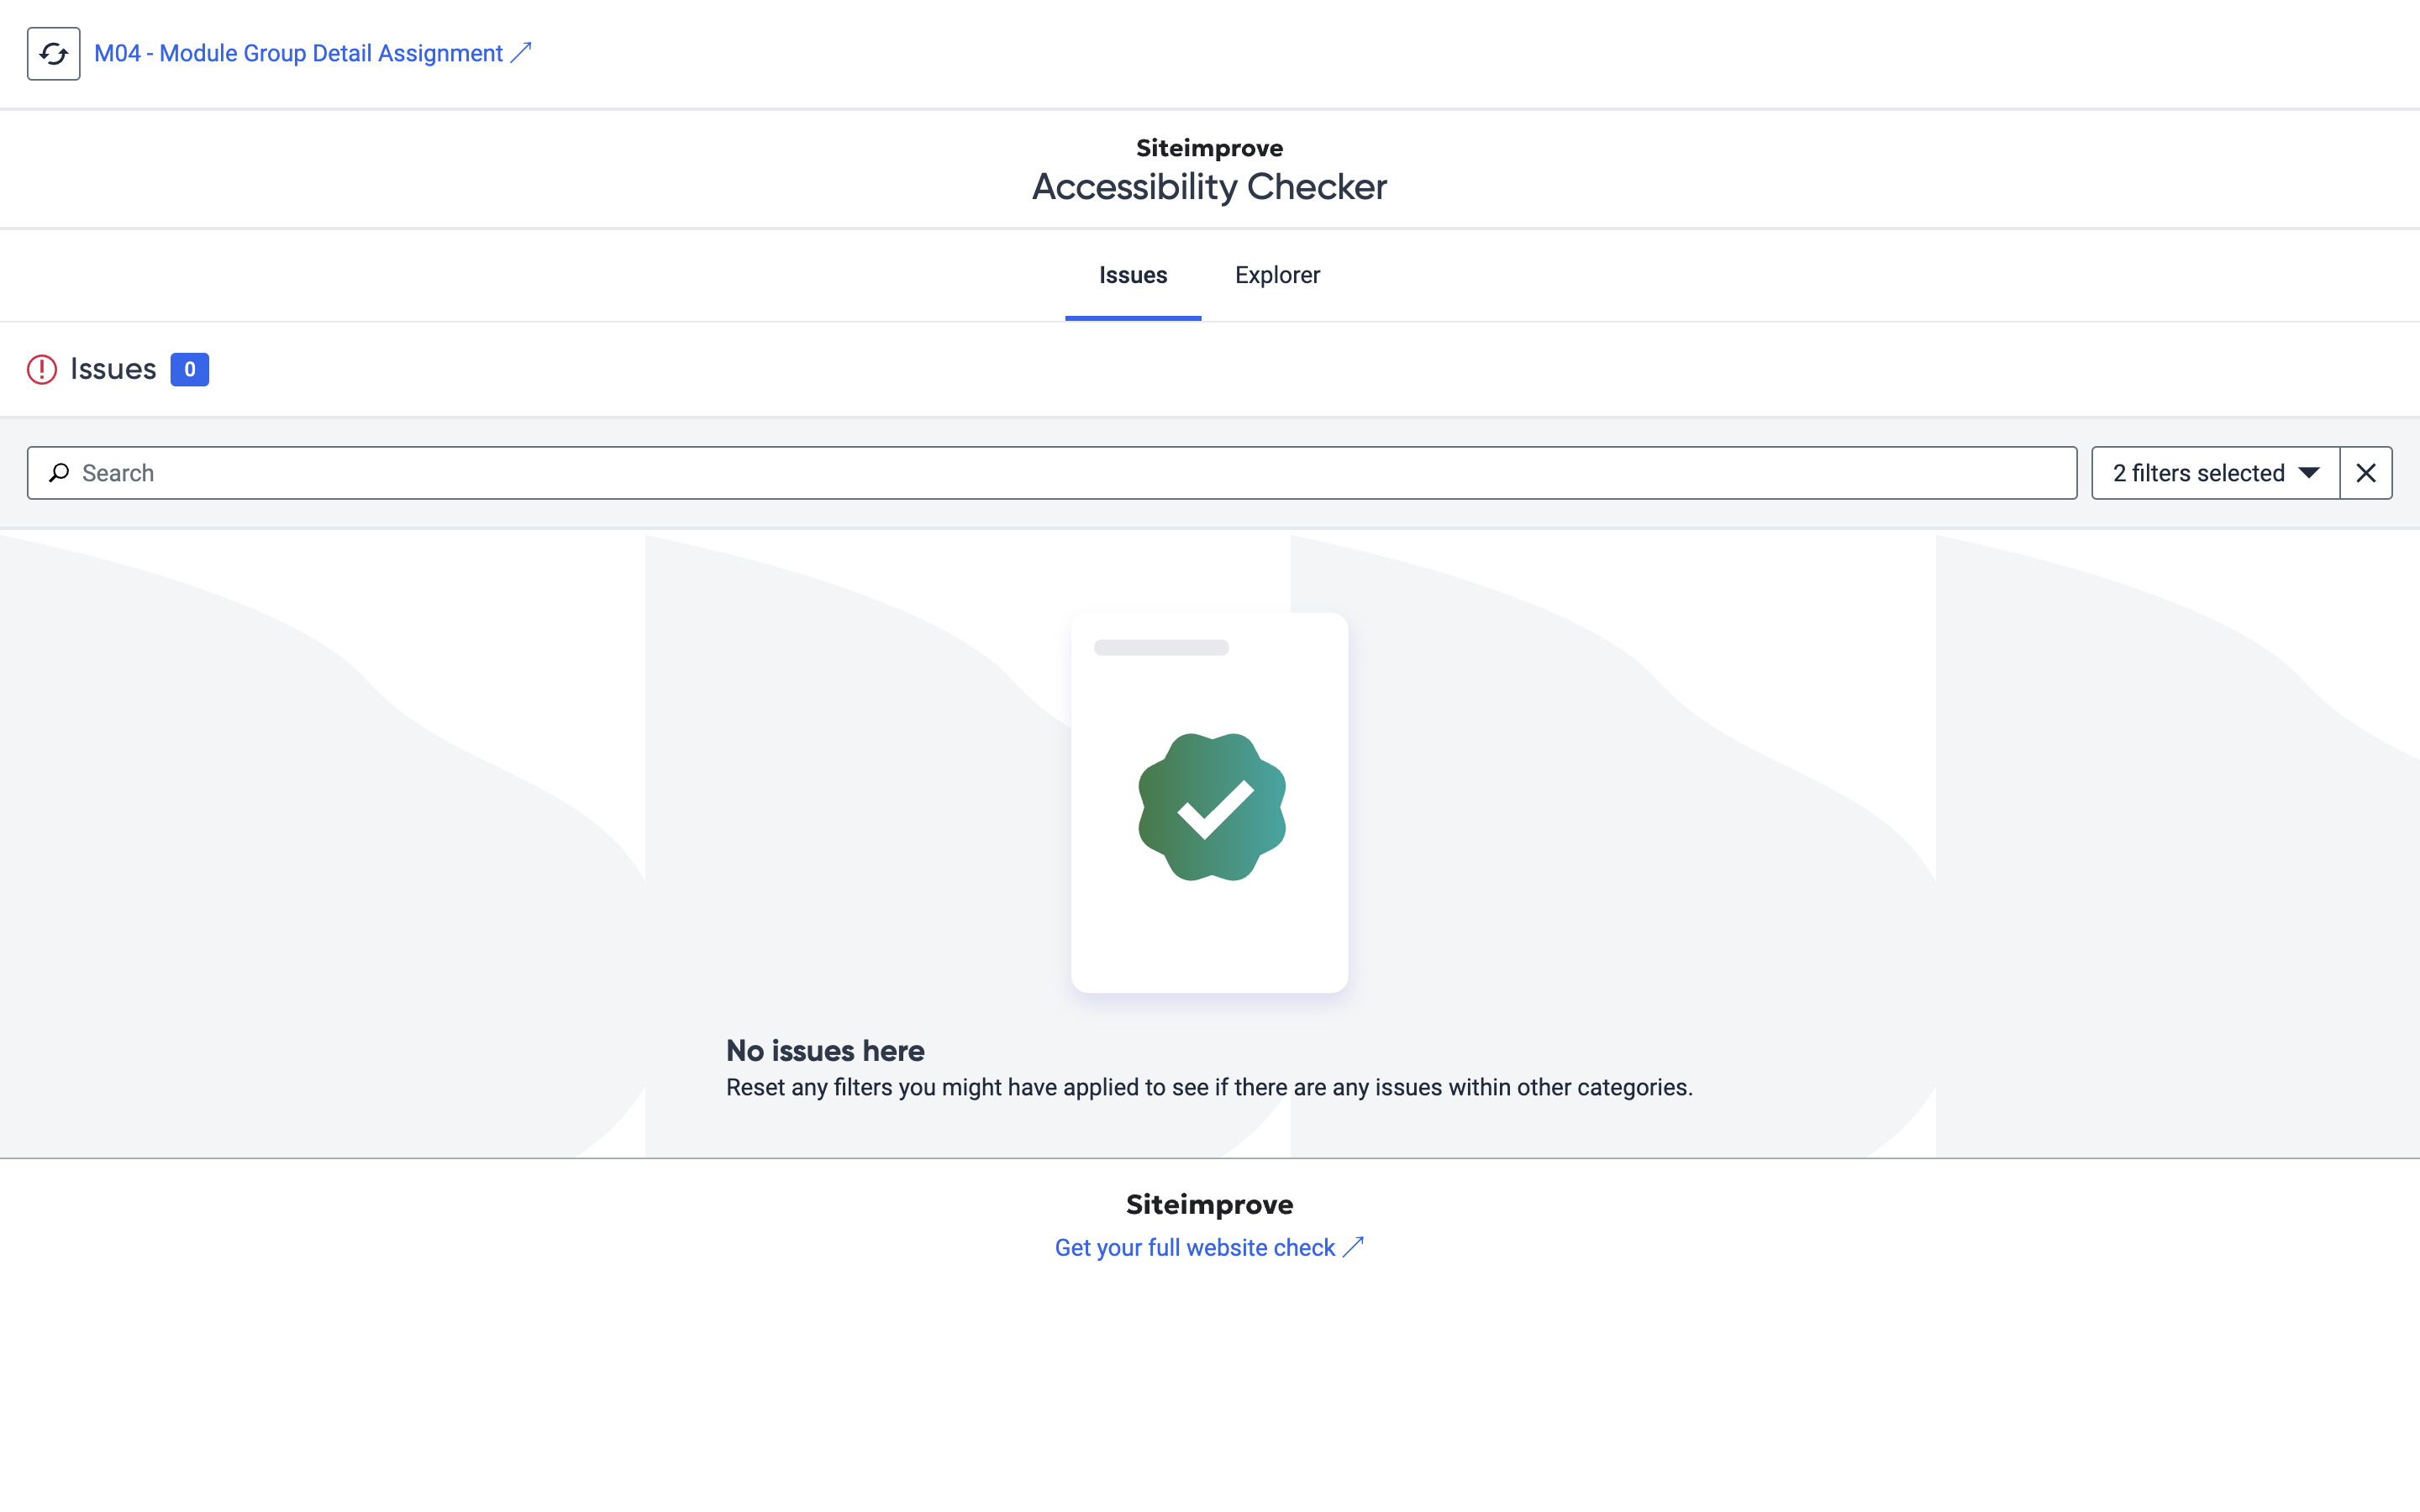 M04 - Module Group Detail Assignment
Siteimprove
Accessibility Checker
Issues Explorer
Issues 0
Search 2 filters selected
No issues here
Reset any filters you might have applied to see if there are any issues within other categories.
Siteimprove
Get your full website check